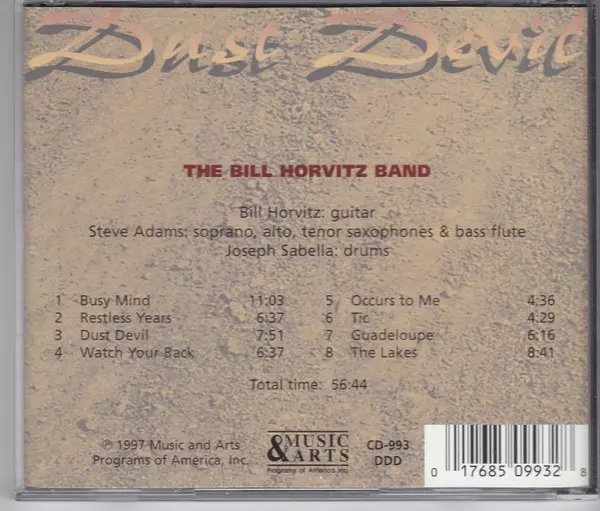 Dust Devil
THE BILL HORVITZ BAND
Bill Horvitz: guitar
Steve Adams: soprano, alto, tenor saxophones & bass flute
Joseph Sabella: drums
1 Busy Mind 11:03
2 Restless Years 6:37
3 Dust Devil 7:51
4 Watch Your Back 6:37
5 Occurs to Me 4:36
6 Tic 4:29
7 Guadeloupe 6:16
8 The Lakes 8:41
Total time: 56:44
℗ 1997 Music and Arts
Programs of America, Inc.
MUSIC
& ARTS
Programs of America Inc
CD-993
DDD
0 17685 09932 8